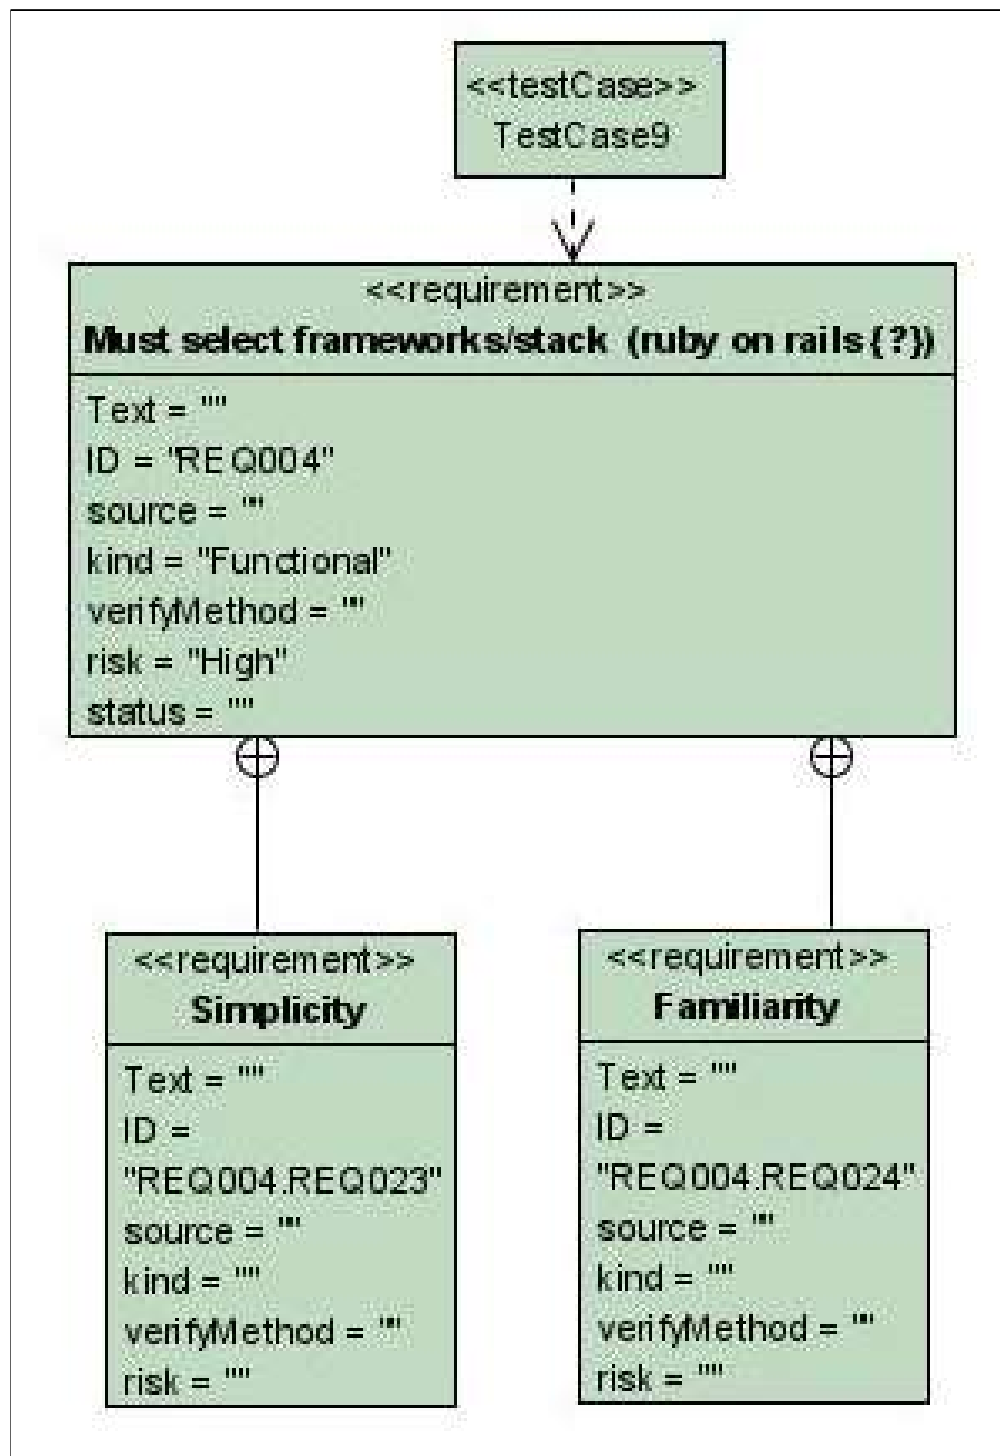 <<testCase>>
TestCase9
<<requirement>>
Must select frameworks/stack (ruby on rails{?})
Text = ""
ID = "REQ004"
source = ""
kind = "Functional"
verifyMethod = ""
risk = "High"
status = ""
<<requirement>>
Simplicity
Text = ""
ID =
"REQ004.REQ023"
source = ""
kind = ""
verifyMethod = ""
risk = ""
<<requirement>>
Familiarity
Text = ""
ID =
"REQ004.REQ024"
source = ""
kind = ""
verifyMethod = ""
risk = ""